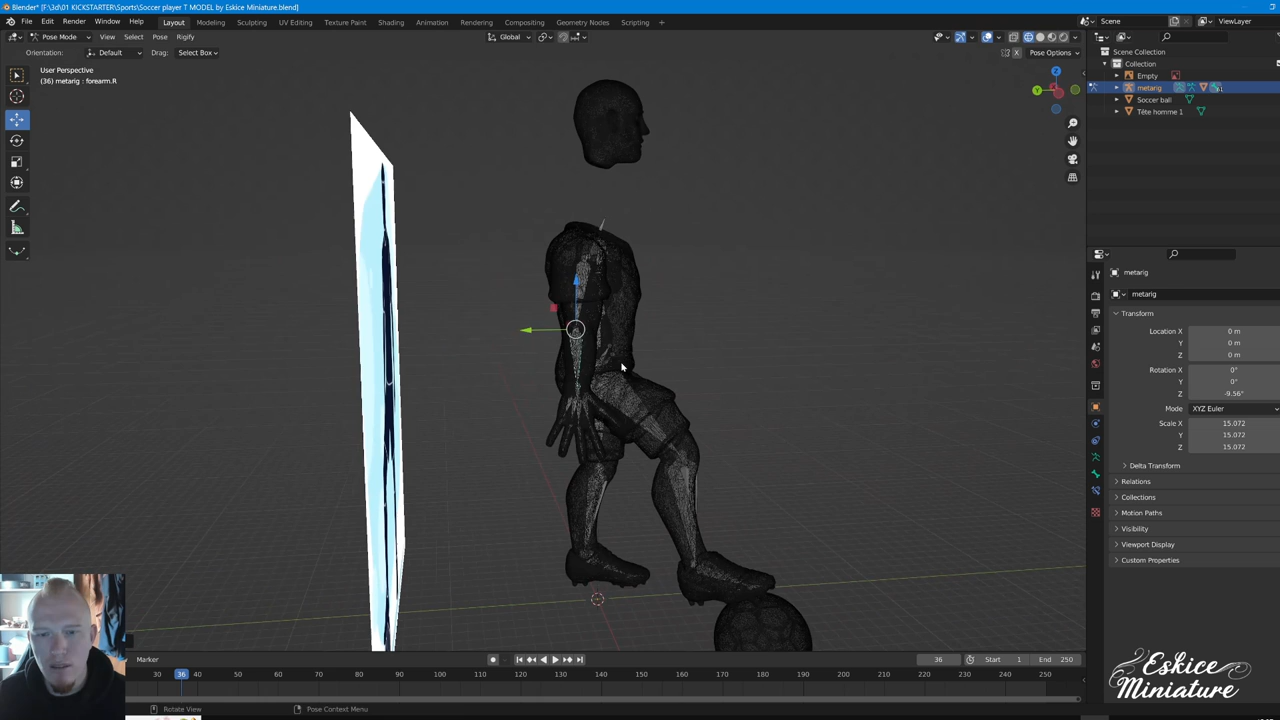 Blender* [F:\3d\01 KICKSTARTER\Sports\Soccer player T MODEL by Eskice Miniature.blend]
File Edit Render Window Help Layout Modeling Sculpting UV Editing Texture Paint Shading Animation Rendering Compositing Geometry Nodes Scripting + Scene ViewLayer
Pose Mode View Select Pose Rigify Global
Orientation: Default Drag: Select Box Pose Options
Scene Collection
User Perspective
(36) metarig : forearm.R
Collection
Empty
metarig
Soccer ball
Tête homme 1
Z
Y
metarig
metarig
Transform
Location X 0 m
Y 0 m
Z 0 m
Rotation X 0°
Y 0°
Z -9.56°
Mode XYZ Euler
Scale X 15.072
Y 15.072
Z 15.072
Delta Transform
Relations
Collections
Motion Paths
Visibility
Viewport Display
Custom Properties
Marker 36 Start 1 End 250
30 36 40 50 60 70 80 90 100 110 120 130 140 150 160 170 180 190 200 210 220 230 240 250
Rotate View Pose Context Menu
Eskice
Miniature